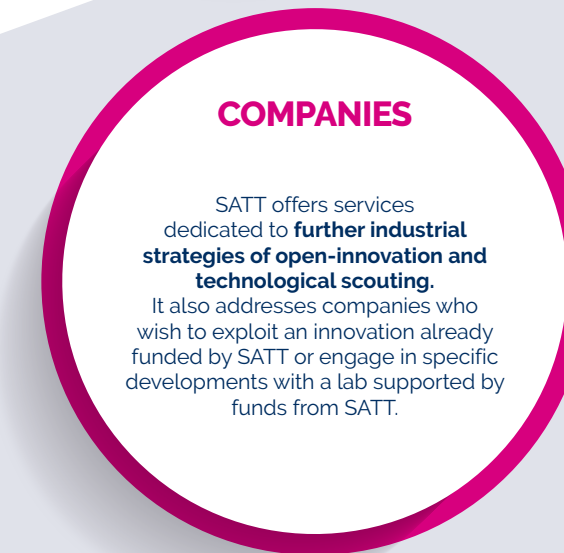 COMPANIES
SATT offers services
dedicated to further industrial
strategies of open-innovation and
technological scouting.
It also addresses companies who
wish to exploit an innovation already
funded by SATT or engage in specific
developments with a lab supported by
funds from SATT.